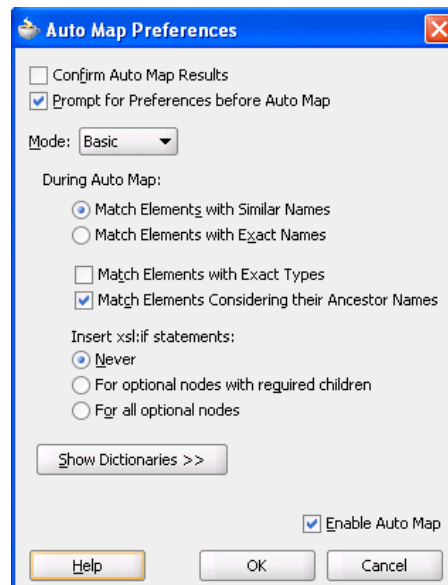 Auto Map Preferences
Confirm Auto Map Results
Prompt for Preferences before Auto Map
Mode: Basic
During Auto Map:
Match Elements with Similar Names
Match Elements with Exact Names
Match Elements with Exact Types
Match Elements Considering their Ancestor Names
Insert xsl:if statements:
Never
For optional nodes with required children
For all optional nodes
Show Dictionaries >>
Enable Auto Map
Help OK Cancel